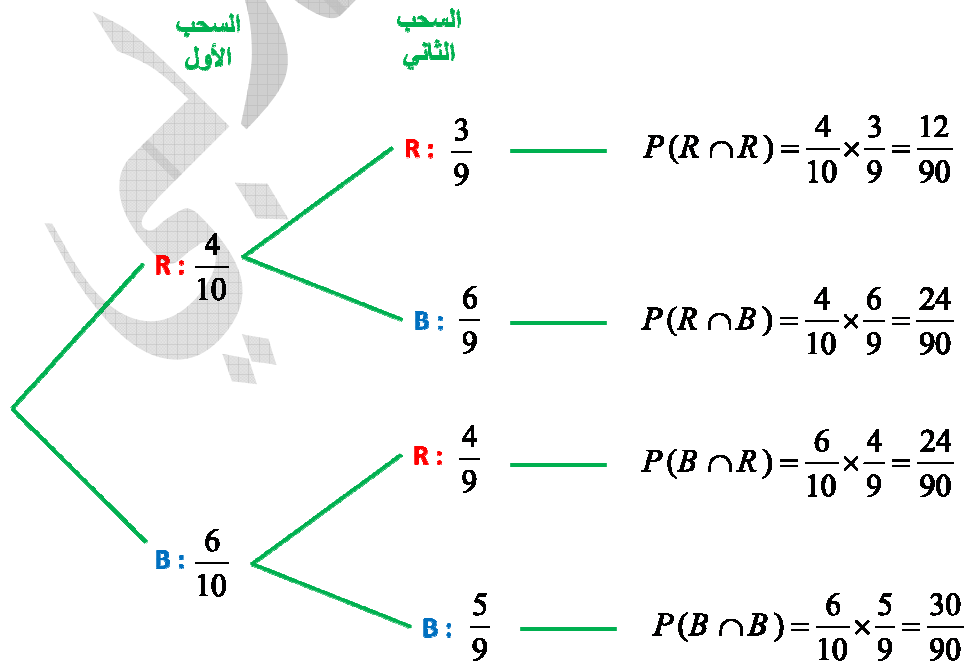 السحب الأول
السحب الثاني
R: 3/9 P(R ∩ R) = 4/10 × 3/9 = 12/90
R: 4/10
B: 6/9 P(R ∩ B) = 4/10 × 6/9 = 24/90
R: 4/9 P(B ∩ R) = 6/10 × 4/9 = 24/90
B: 6/10
B: 5/9 P(B ∩ B) = 6/10 × 5/9 = 30/90